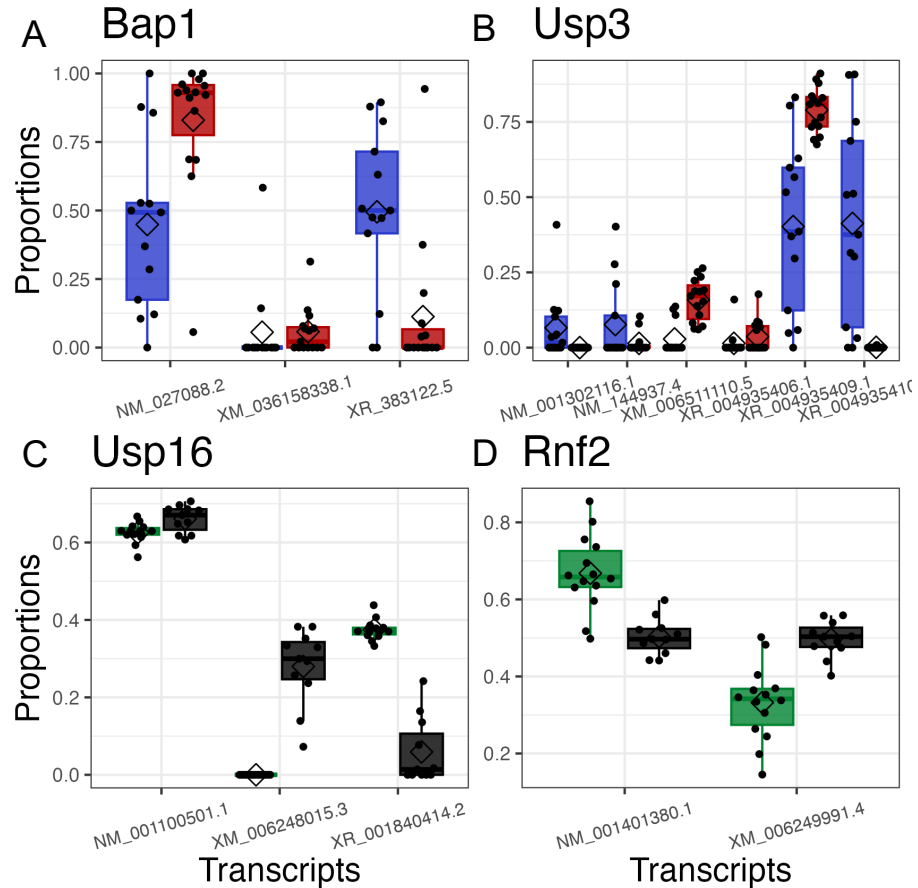 A Bap1
B Usp3
Proportions
1.00
0.75
0.50
0.25
0.00
0.75
0.50
0.25
0.00
NM_027088.2
XM_036158338.1
XR_383122.5
NM_001302116.1
NM_144937.4
XM_006511110.5
XR_004935406.1
XR_004935409.1
XR_004935410
C Usp16
D Rnf2
Proportions
0.6
0.4
0.2
0.0
0.8
0.6
0.4
0.2
NM_001100501.1
XM_006248015.3
XR_001840414.2
NM_001401380.1
XM_006249991.4
Transcripts
Transcripts